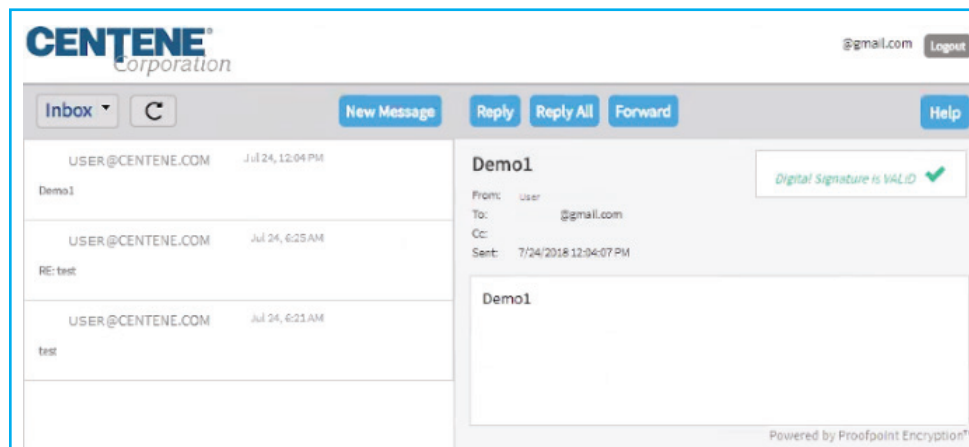 CENTENE®
Corporation
@gmail.com Logout
Inbox New Message Reply Reply All Forward Help
USER@CENTENE.COM Jul 24, 12:04 PM
Demo1
USER@CENTENE.COM Jul 24, 6:25 AM
RE: test
USER@CENTENE.COM Jul 24, 6:21 AM
test
Demo1
Digital Signature is VALID
From: User
To: @gmail.com
Cc:
Sent: 7/24/2018 12:04:07 PM
Demo1
Powered by Proofpoint Encryption™